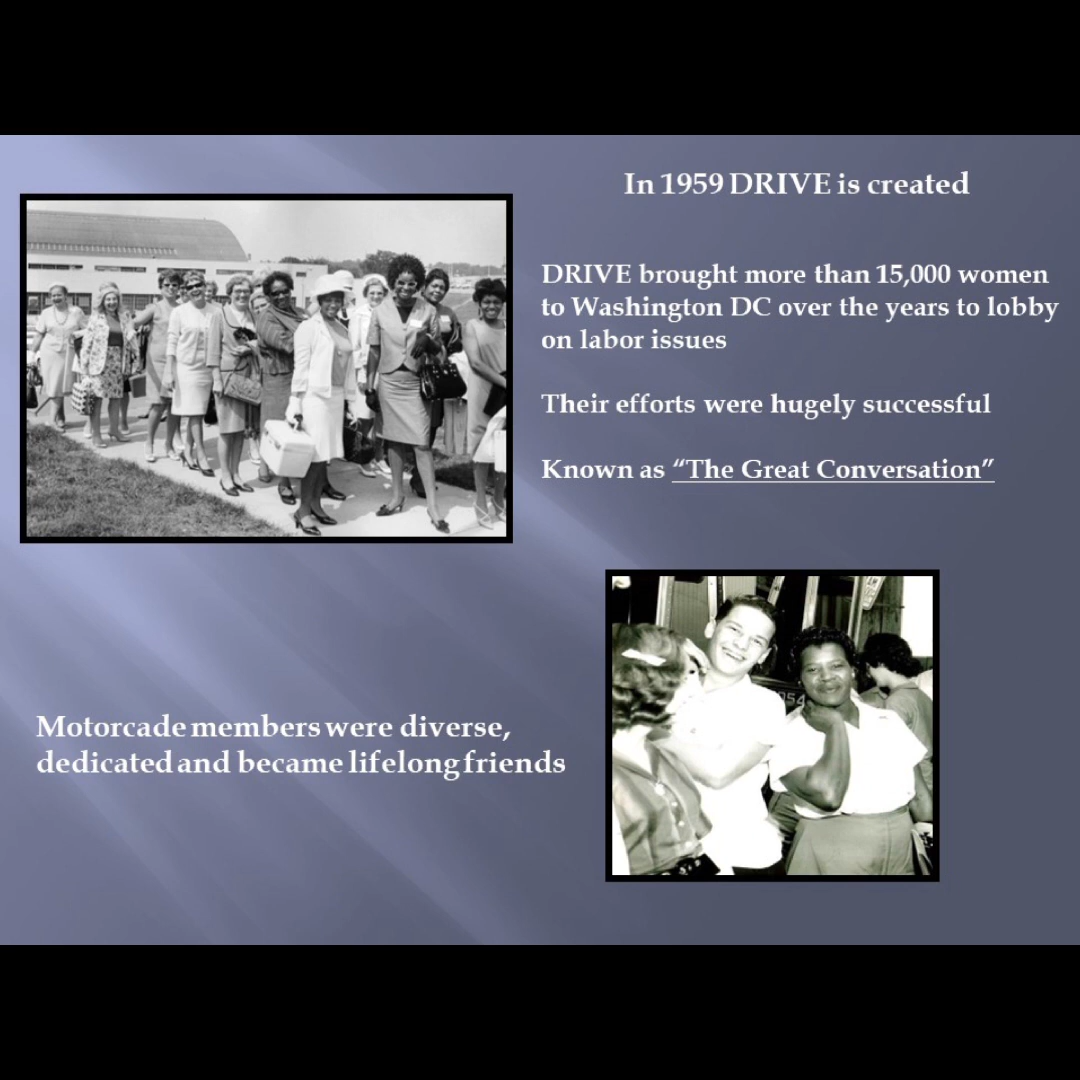 In 1959 DRIVE is created
DRIVE brought more than 15,000 women
to Washington DC over the years to lobby
on labor issues
Their efforts were hugely successful
Known as “The Great Conversation”
Motorcade members were diverse,
dedicated and became lifelong friends